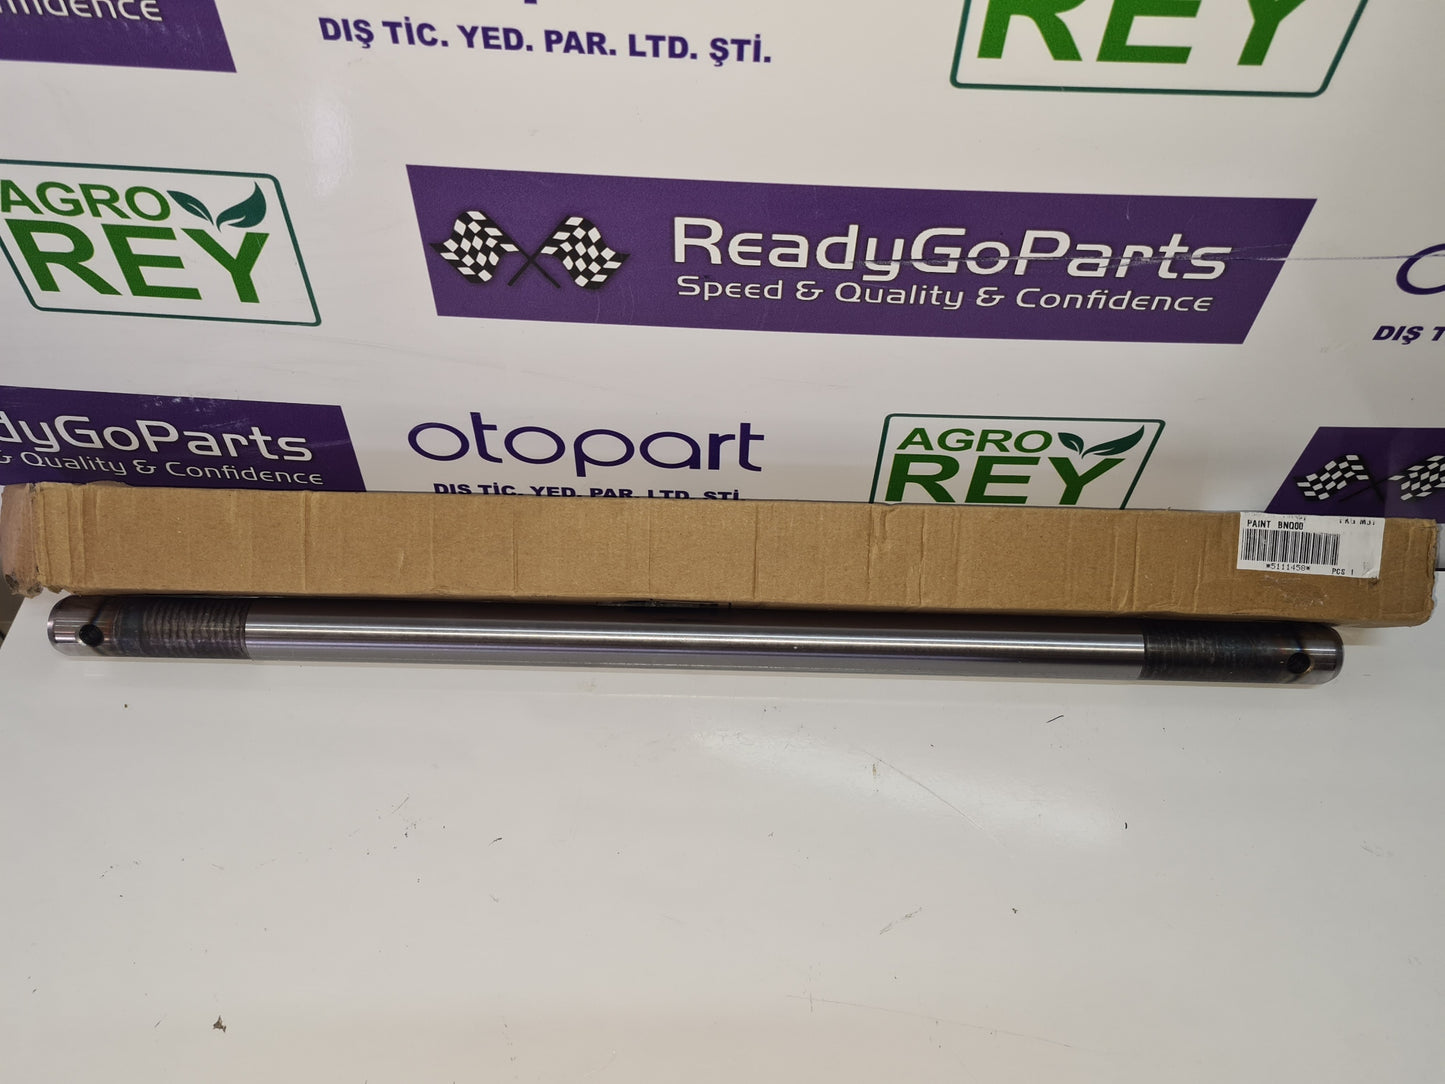 DIŞ TİC. YED. PAR. LTD. ŞTİ.
REY
AGRO
REY
ReadyGoParts
Speed & Quality & Confidence
DIŞ
dyGoParts
& Quality & Confidence
otopart
DIŞ TİC. YED. PAR. LTD. ŞTİ.
AGRO
REY
PAINT BNQ00
*5111458*
PCS 1